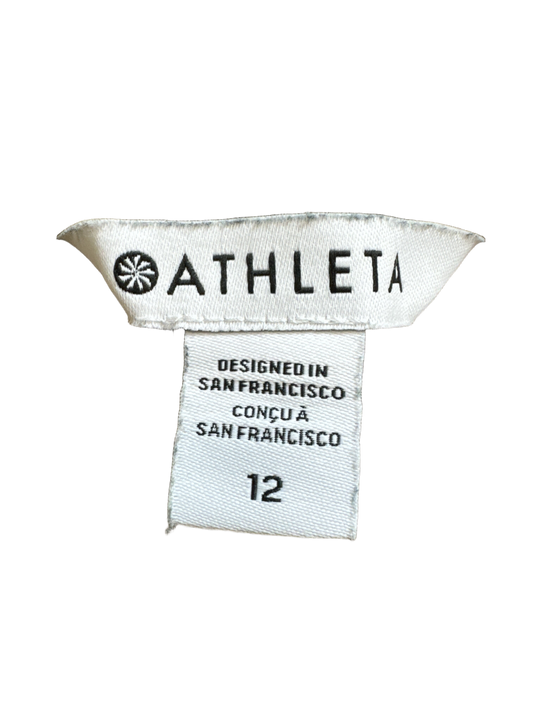 ATHLETA
DESIGNED IN
SAN FRANCISCO
CONÇU À
SAN FRANCISCO
12